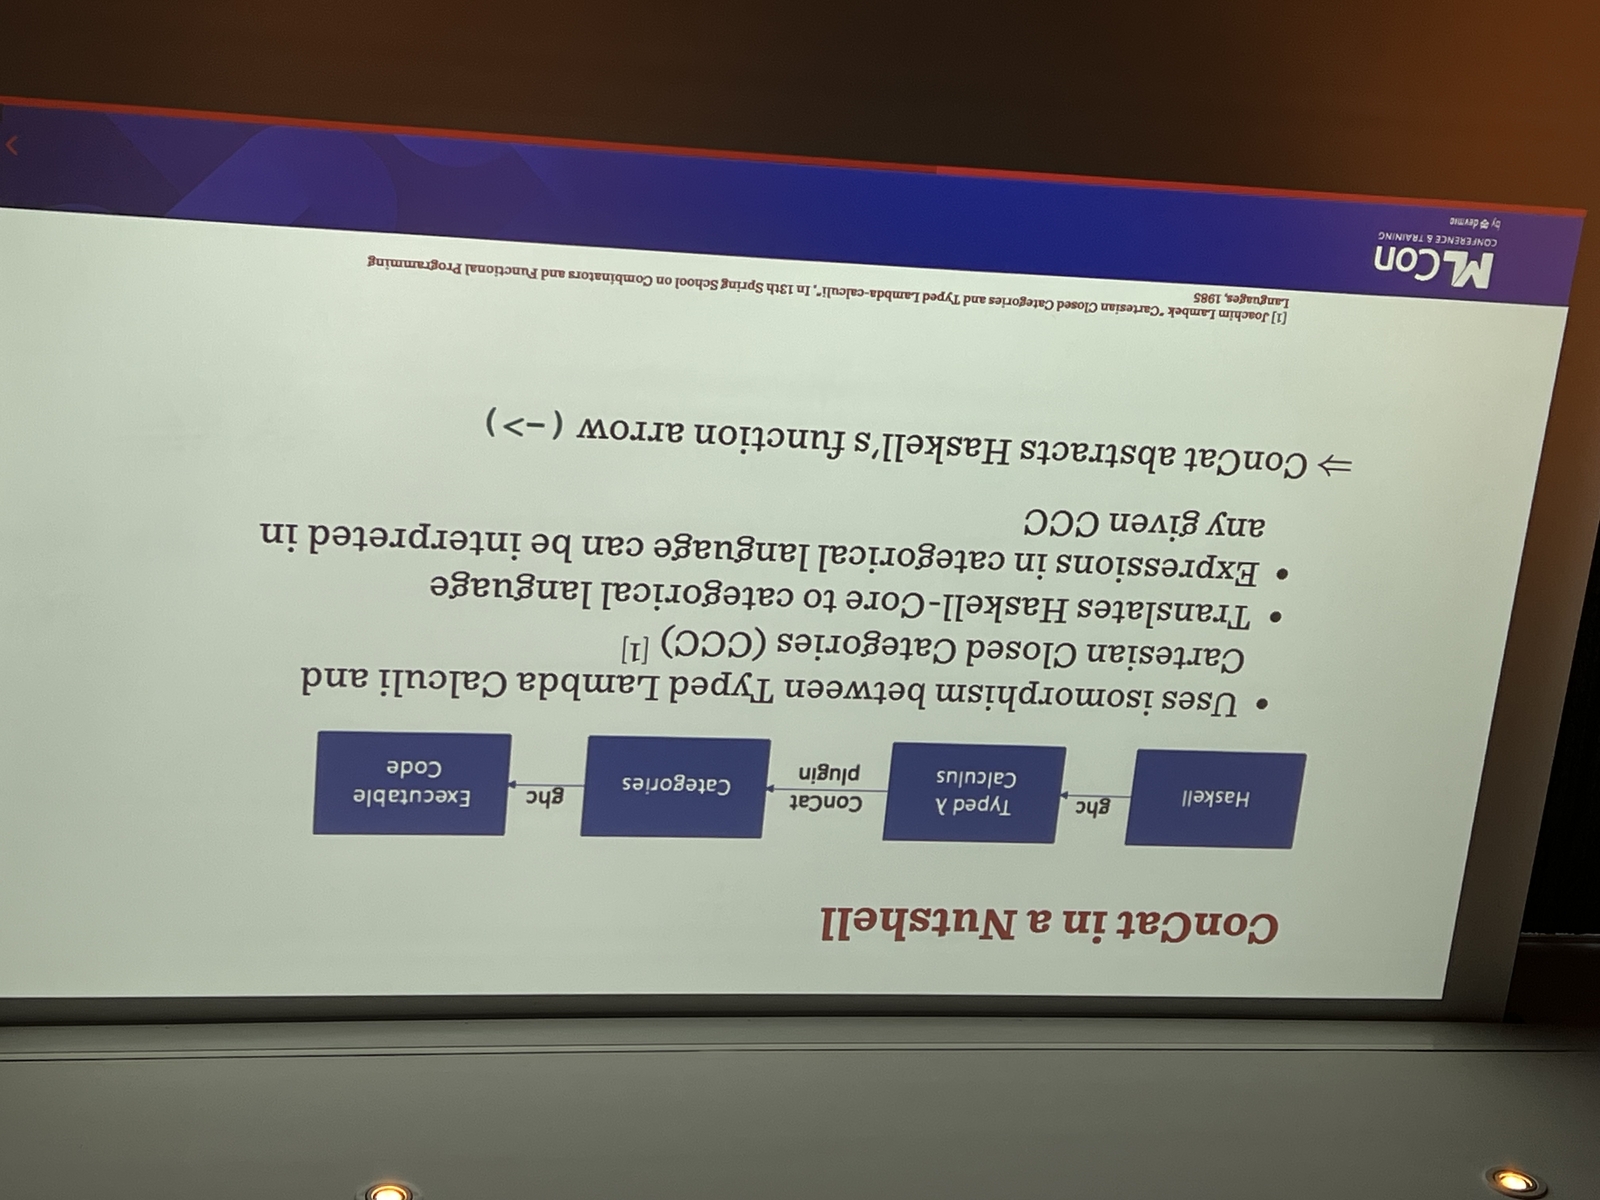 ConCat in a Nutshell
Haskell
ghc
Typed λ
Calculus
ConCat
plugin
Categories
ghc
Executable
Code
• Uses isomorphism between Typed Lambda Calculi and
Cartesian Closed Categories (CCC) [1]
• Translates Haskell-Core to categorical language
• Expressions in categorical language can be interpreted in
any given CCC
⇒ ConCat abstracts Haskell's function arrow (->)
[1] Joachim Lambek "Cartesian Closed Categories and Typed Lambda-calculi", In 13th Spring School on Combinators and Functional Programming
Languages, 1985
MLCon
CONFERENCE & TRAINING
by devmio